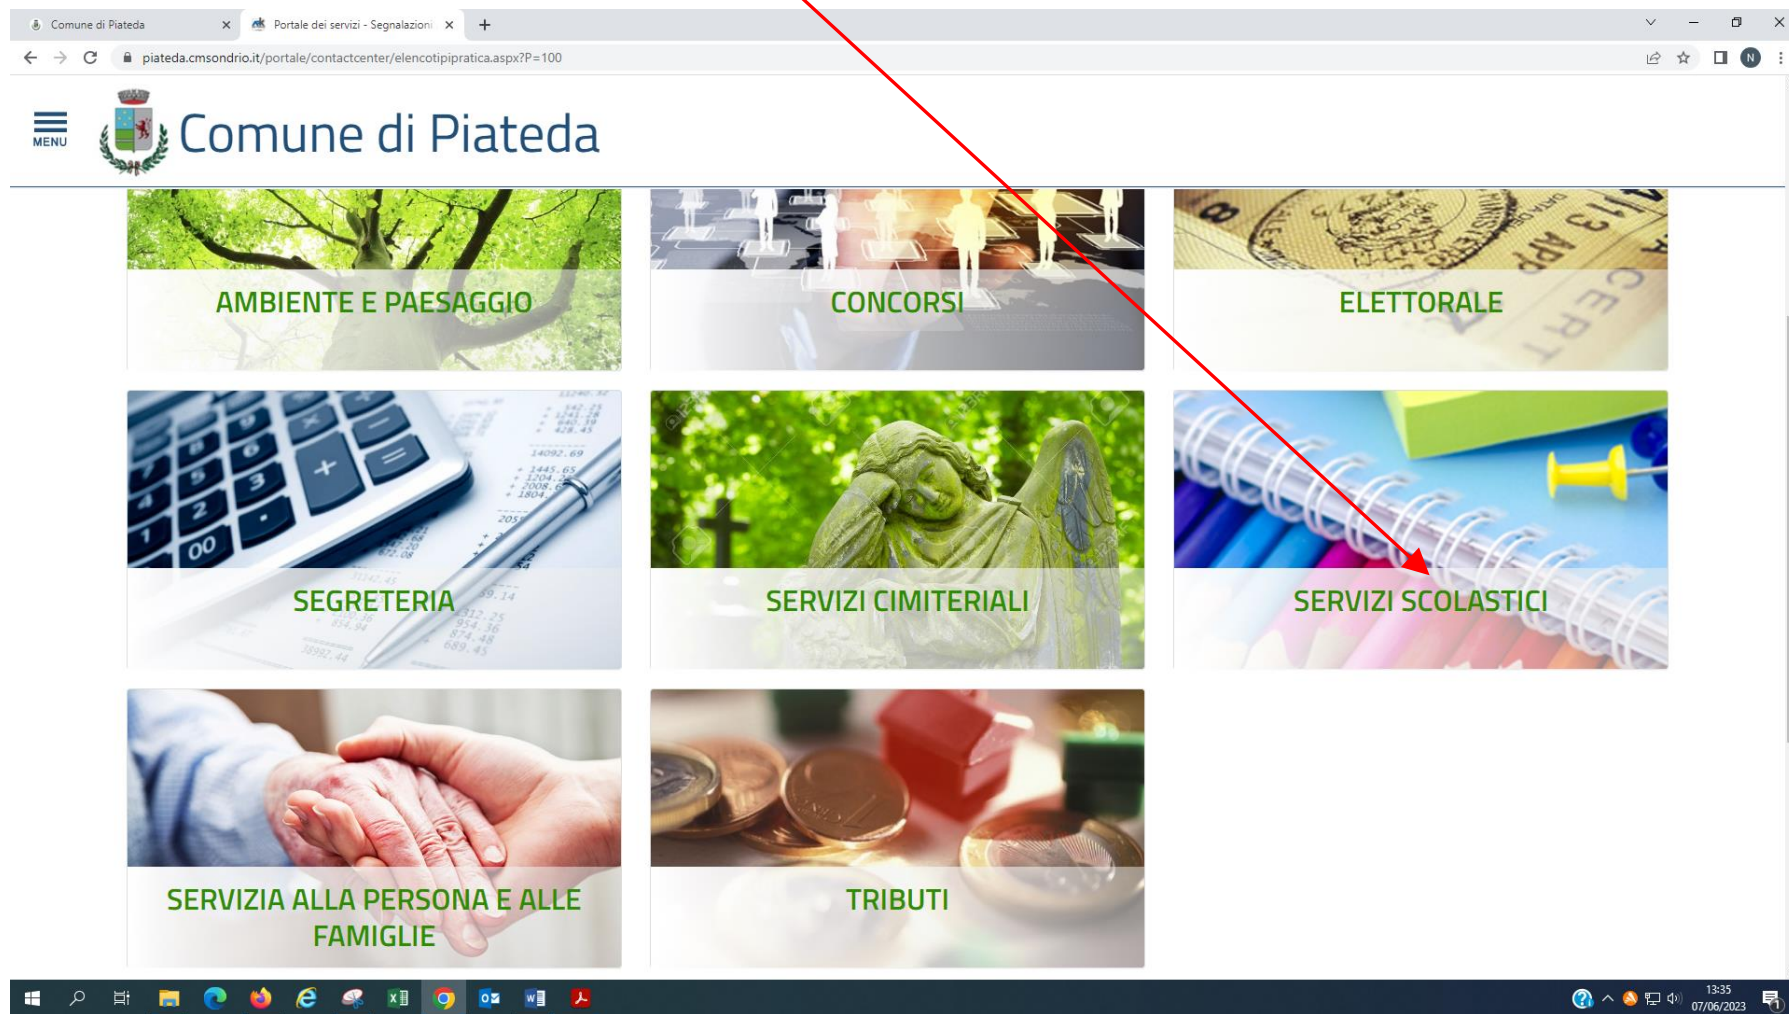 Comune di Piateda
Portale dei servizi - Segnalazioni
piateda.cmsondrio.it/portale/contactcenter/elencotipipratica.aspx?P=100
N
MENU
Comune di Piateda
AMBIENTE E PAESAGGIO
CONCORSI
ELETTORALE
SEGRETERIA
SERVIZI CIMITERIALI
SERVIZI SCOLASTICI
SERVIZIA ALLA PERSONA E ALLE
FAMIGLIE
TRIBUTI
13:35
07/06/2023